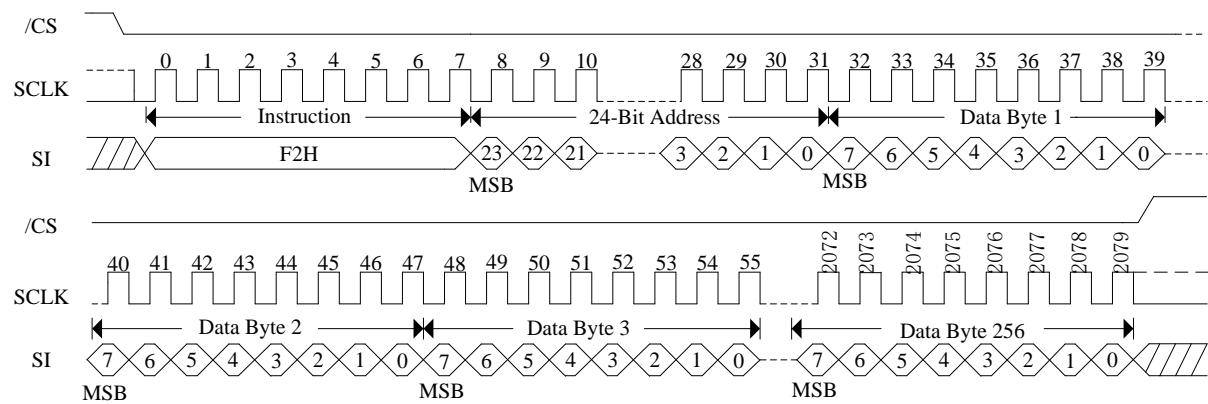 /CS
0 1 2 3 4 5 6 7 8 9 10 28 29 30 31 32 33 34 35 36 37 38 39
SCLK
Instruction 24-Bit Address Data Byte 1
SI F2H 23 22 21 3 2 1 0 7 6 5 4 3 2 1 0
MSB MSB
/CS
40 41 42 43 44 45 46 47 48 49 50 51 52 53 54 55 2072 2073 2074 2075 2076 2077 2078 2079
SCLK
Data Byte 2 Data Byte 3 Data Byte 256
SI 7 6 5 4 3 2 1 0 7 6 5 4 3 2 1 0 7 6 5 4 3 2 1 0
MSB MSB MSB